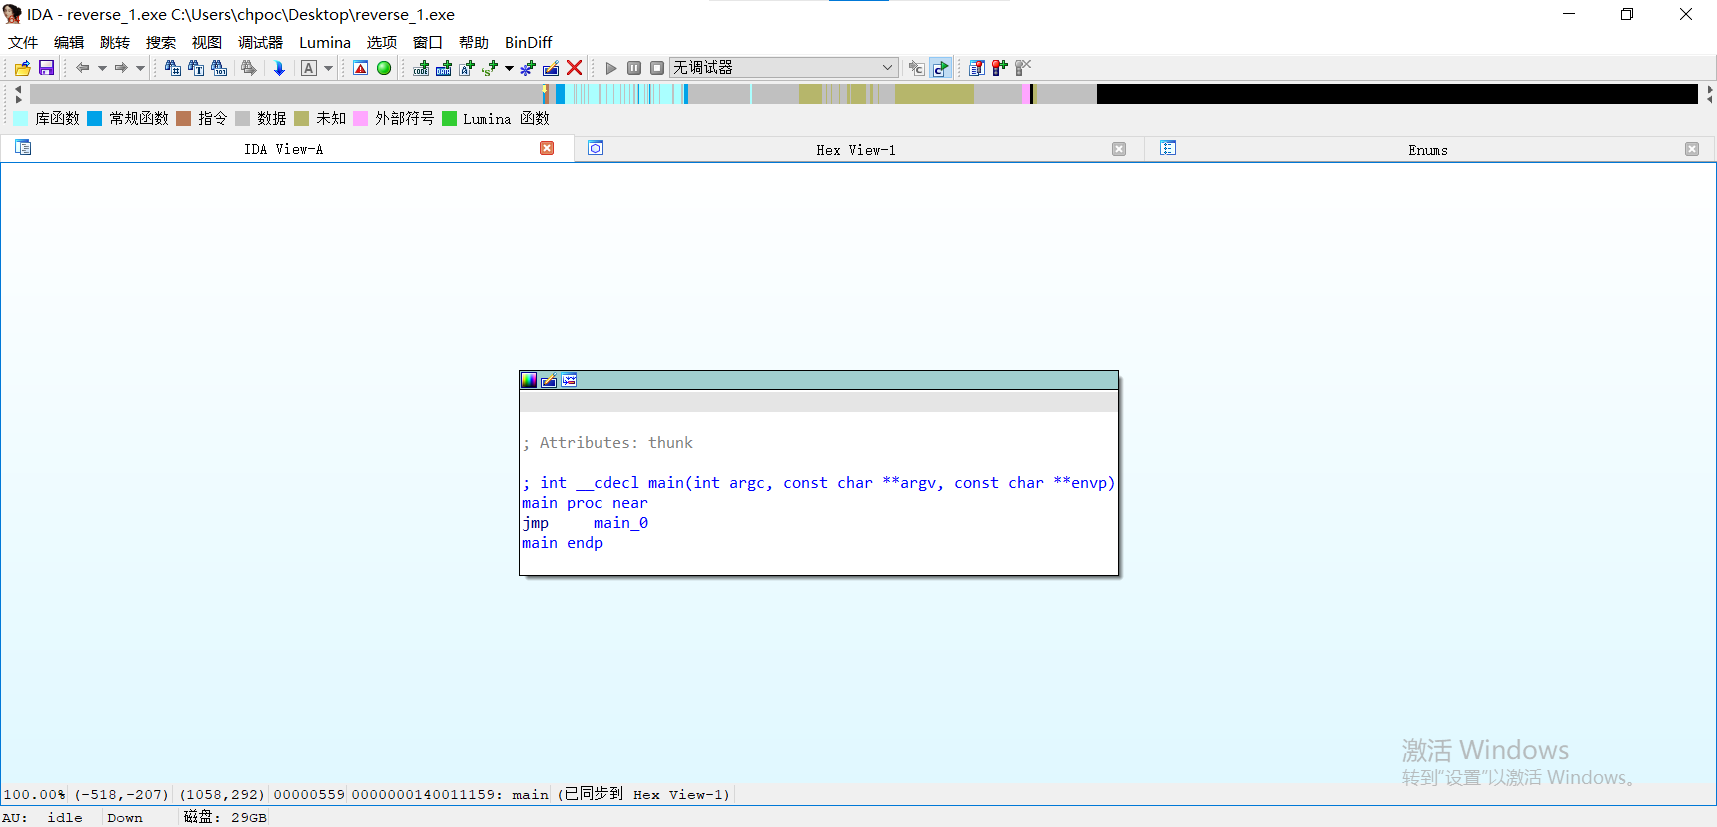 IDA - reverse_1.exe C:\Users\chpoc\Desktop\reverse_1.exe
文件 编辑 跳转 搜索 视图 调试器 Lumina 选项 窗口 帮助 BinDiff
无调试器
库函数 常规函数 指令 数据 未知 外部符号 Lumina 函数
IDA View-A Hex View-1 Enums
; Attributes: thunk
; int __cdecl main(int argc, const char **argv, const char **envp)
main proc near
jmp main_0
main endp
激活 Windows
转到“设置”以激活 Windows。
100.00% (-518,-207) (1058,292) 00000559 0000000140011159: main (已同步到 Hex View-1)
AU: idle Down 磁盘: 29GB